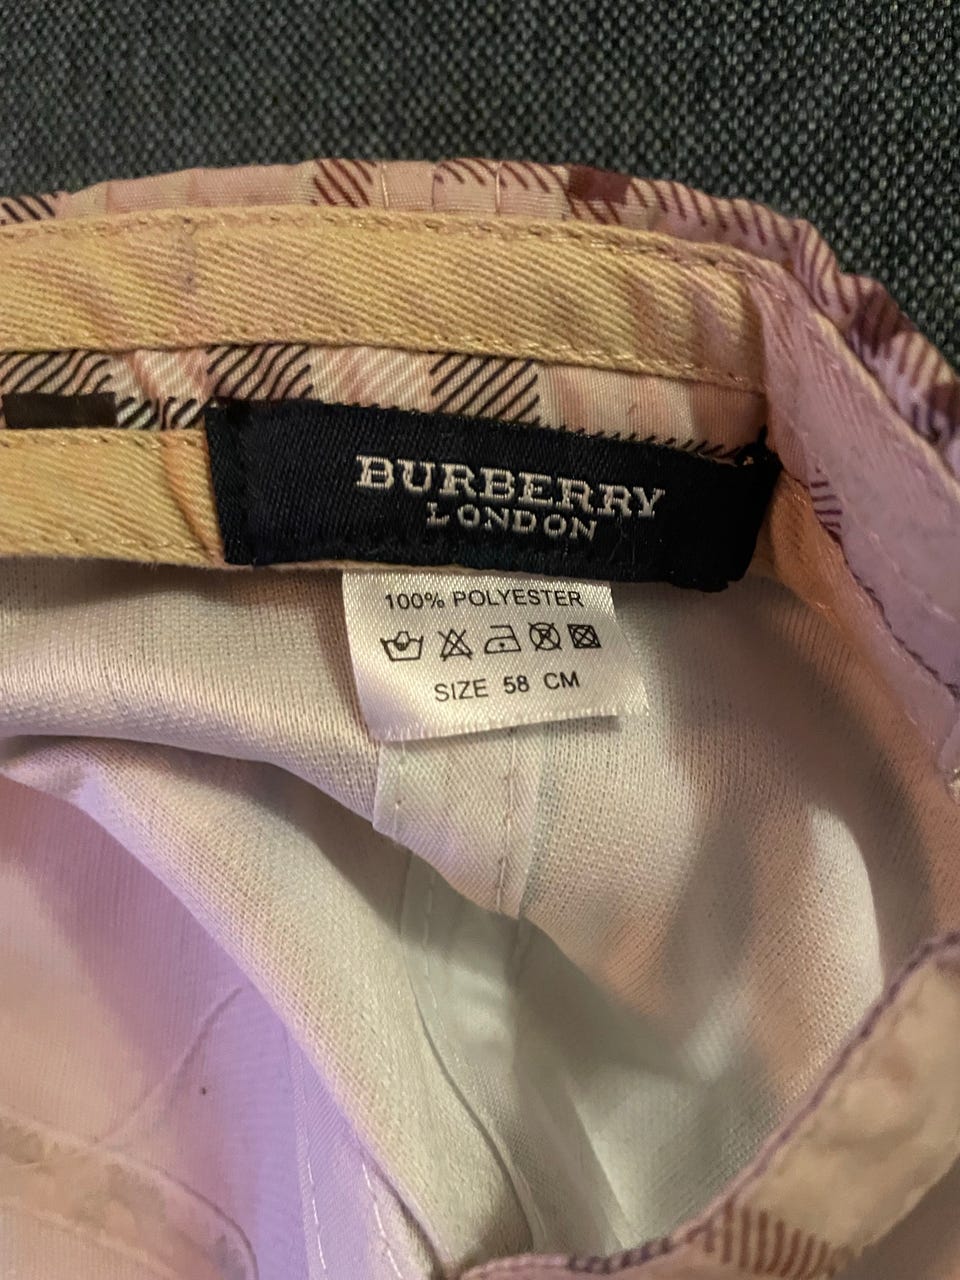 BURBERRY
LONDON
100% POLYESTER
SIZE 58 CM